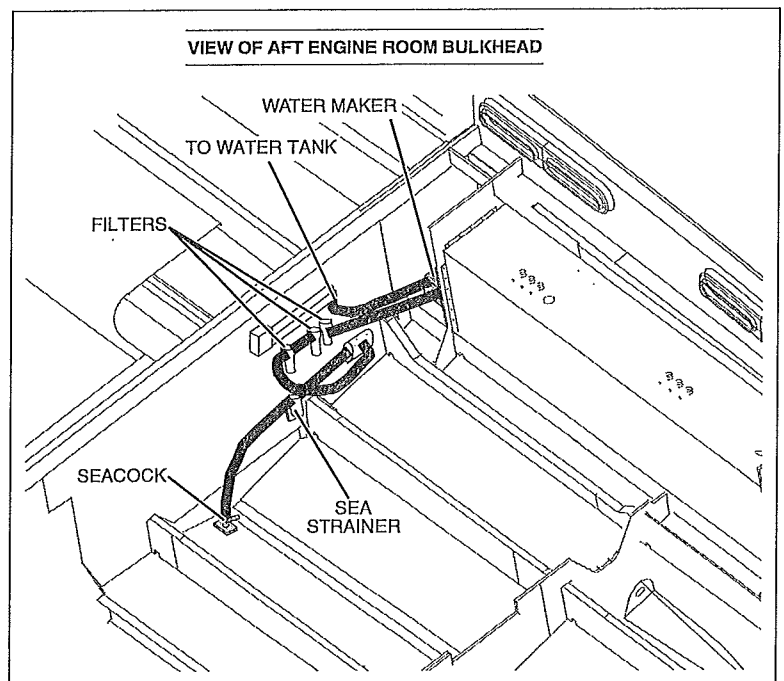 VIEW OF AFT ENGINE ROOM BULKHEAD
WATER MAKER
TO WATER TANK
FILTERS
SEACOCK
SEA
STRAINER